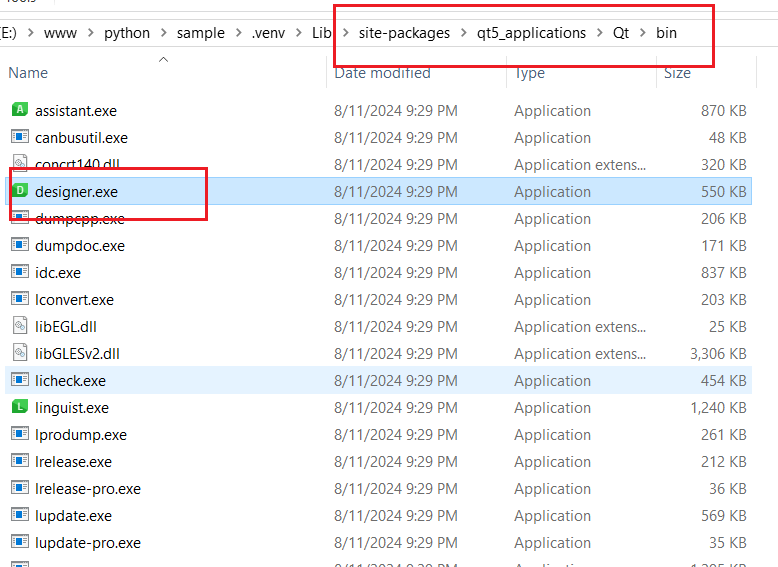 (E:) > www > python > sample > .venv > Lib > site-packages > qt5_applications > Qt > bin
Name Date modified Type Size
assistant.exe 8/11/2024 9:29 PM Application 870 KB
canbusutil.exe 8/11/2024 9:29 PM Application 48 KB
concrt140.dll 8/11/2024 9:29 PM Application extens... 320 KB
designer.exe 8/11/2024 9:29 PM Application 550 KB
dumpcpp.exe 8/11/2024 9:29 PM Application 206 KB
dumpdoc.exe 8/11/2024 9:29 PM Application 171 KB
idc.exe 8/11/2024 9:29 PM Application 837 KB
lconvert.exe 8/11/2024 9:29 PM Application 203 KB
libEGL.dll 8/11/2024 9:29 PM Application extens... 25 KB
libGLESv2.dll 8/11/2024 9:29 PM Application extens... 3,306 KB
licheck.exe 8/11/2024 9:29 PM Application 454 KB
linguist.exe 8/11/2024 9:29 PM Application 1,240 KB
lprodump.exe 8/11/2024 9:29 PM Application 261 KB
lrelease.exe 8/11/2024 9:29 PM Application 212 KB
lrelease-pro.exe 8/11/2024 9:29 PM Application 36 KB
lupdate.exe 8/11/2024 9:29 PM Application 569 KB
lupdate-pro.exe 8/11/2024 9:29 PM Application 35 KB